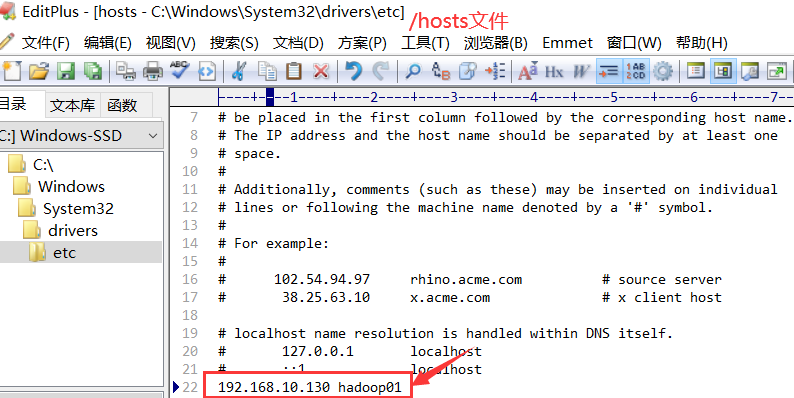 EditPlus - [hosts - C:\Windows\System32\drivers\etc]
/hosts文件
文件(F) 编辑(E) 视图(V) 搜索(S) 文档(D) 方案(P) 工具(T) 浏览器(B) Emmet 窗口(W) 帮助(H)
目录 文本库 函数
C:] Windows-SSD
C:\
Windows
System32
drivers
etc
----+----1----+----2----+----3----+----4----+----5----+----6----+----7--
7 # be placed in the first column followed by the corresponding host name.
8 # The IP address and the host name should be separated by at least one
9 # space.
10 #
11 # Additionally, comments (such as these) may be inserted on individual
12 # lines or following the machine name denoted by a '#' symbol.
13 #
14 # For example:
15 #
16 # 102.54.94.97 rhino.acme.com # source server
17 # 38.25.63.10 x.acme.com # x client host
18
19 # localhost name resolution is handled within DNS itself.
20 # 127.0.0.1 localhost
21 # ::1 localhost
22 192.168.10.130 hadoop01